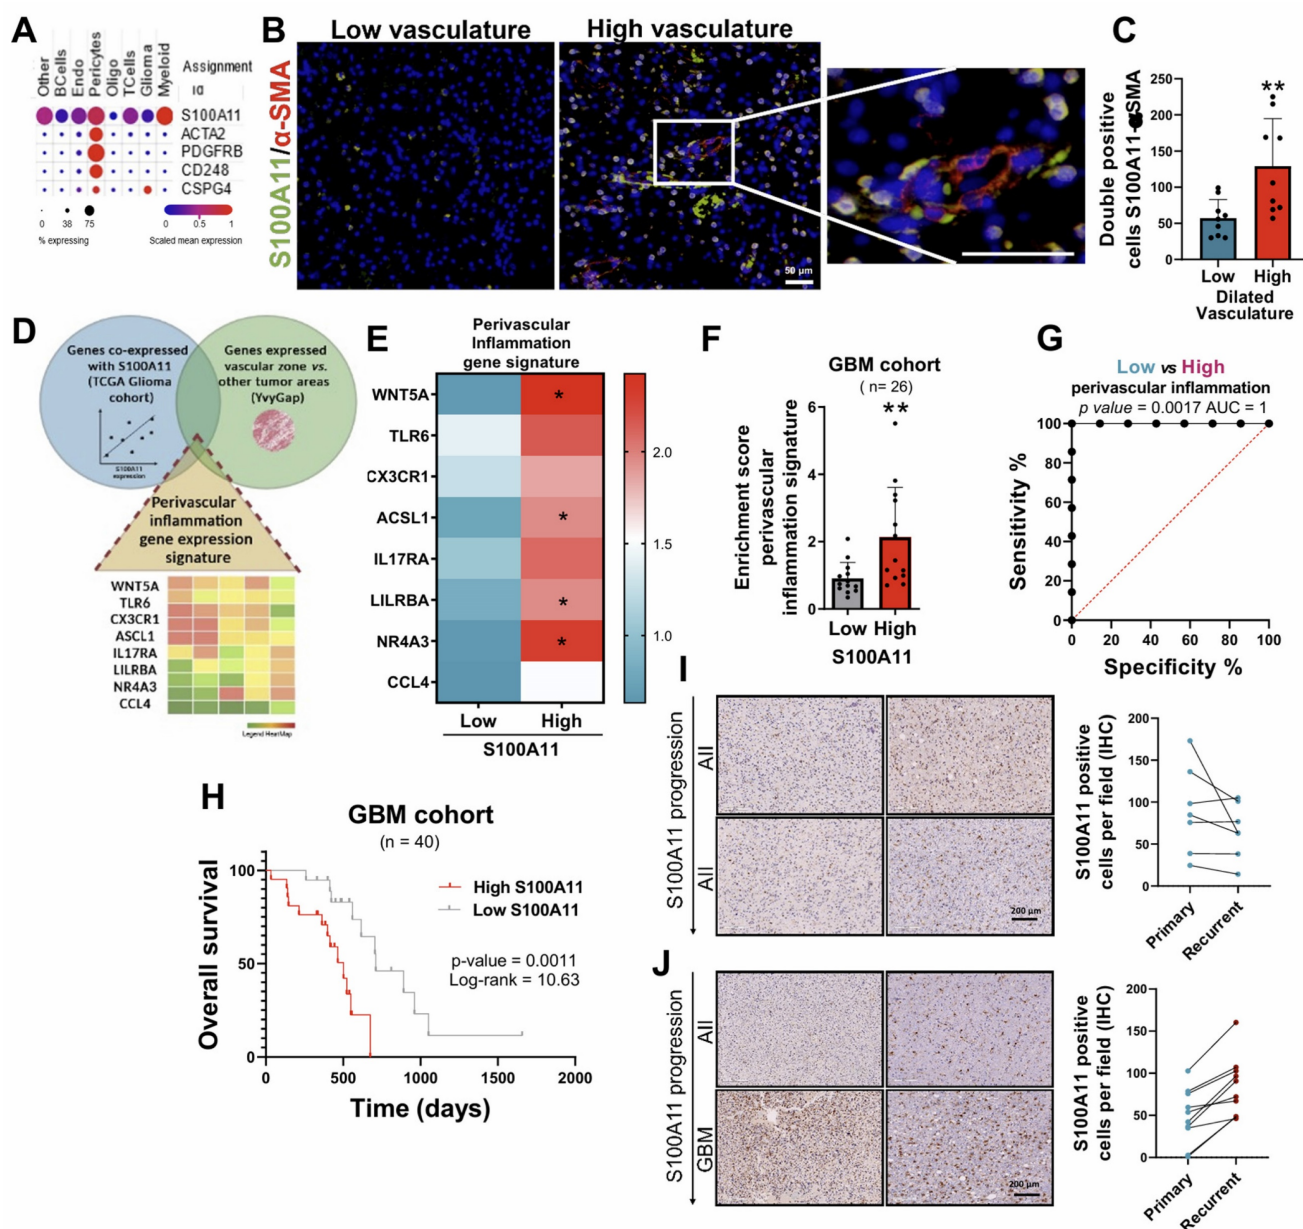 A
Other
BCells
Endo
Pericytes
Oligo
TCells
Glioma
Myeloid
Assignment
S100A11
ACTA2
PDGFRB
CD248
CSPG4
0 38 75
% expressing
0 0.5 1
Scaled mean expression
B
Low vasculature
High vasculature
S100A11/α-SMA
50 µm
C
Double positive
cells S100A11-αSMA
250
200
150
100
50
0
**
Low High
Dilated
Vasculature
D
Genes co-expressed
with S100A11
(TCGA Glioma
cohort)
S100A11
expression
Genes expressed
vascular zone vs.
other tumor areas
(YvyGap)
Perivascular
inflammation
gene expression
signature
WNT5A
TLR6
CX3CR1
ASCL1
IL17RA
LILRBA
NR4A3
CCL4
Legend HeatMap
E
Perivascular
Inflammation
gene signature
WNT5A *
TLR6
CX3CR1
ACSL1 *
IL17RA
LILRBA *
NR4A3 *
CCL4
2.0
1.5
1.0
Low High
S100A11
F
GBM cohort
( n= 26)
**
Enrichment score
perivascular
inflammation signature
6
4
2
0
Low High
S100A11
G
Low vs High
perivascular inflammation
p value = 0.0017 AUC = 1
Sensitivity %
100
80
60
40
20
0
0 20 40 60 80 100
Specificity %
H
GBM cohort
(n = 40)
Overall survival
100
50
0
High S100A11
Low S100A11
p-value = 0.0011
Log-rank = 10.63
0 500 1000 1500 2000
Time (days)
I
S100A11 progression
AII
AII
200 µm
S100A11 positive
cells per field (IHC)
200
150
100
50
0
Primary
Recurrent
J
S100A11 progression
AII
GBM
200 µm
S100A11 positive
cells per field (IHC)
200
150
100
50
0
Primary
Recurrent